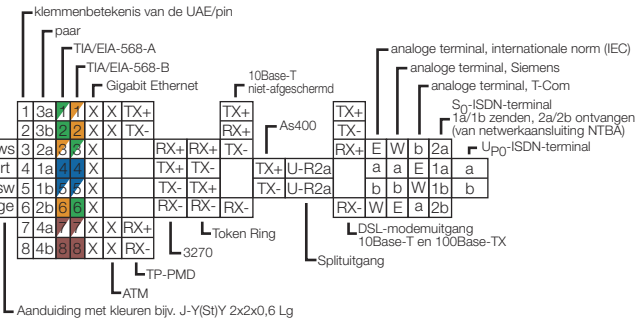 klemmenbetekenis van de UAE/pin
paar
TIA/EIA-568-A
TIA/EIA-568-B
Gigabit Ethernet
10Base-T
niet-afgeschermd
As400
analoge terminal, internationale norm (IEC)
analoge terminal, Siemens
analoge terminal, T-Com
S0-ISDN-terminal
1a/1b zenden, 2a/2b ontvangen
(van netwerkaansluiting NTBA)
UP0-ISDN-terminal
1 3a 1 1 X X TX+ TX+ TX+
2 3b 2 2 X X TX- RX+ TX-
ws 3 2a 3 3 X RX+ RX+ TX- RX+ E W b 2a
rt 4 1a 4 4 X TX+ TX- TX+ U-R2a a a E 1a a
sw 5 1b 5 5 X TX- TX+ TX- U-R2a b b W 1b b
ge 6 2b 6 6 X RX- RX- RX- RX- W E a 2b
7 4a 7 7 X X RX+
8 4b 8 8 X X RX-
DSL-modemuitgang
10Base-T en 100Base-TX
Token Ring
3270
Splituitgang
TP-PMD
ATM
Aanduiding met kleuren bijv. J-Y(St)Y 2x2x0,6 Lg